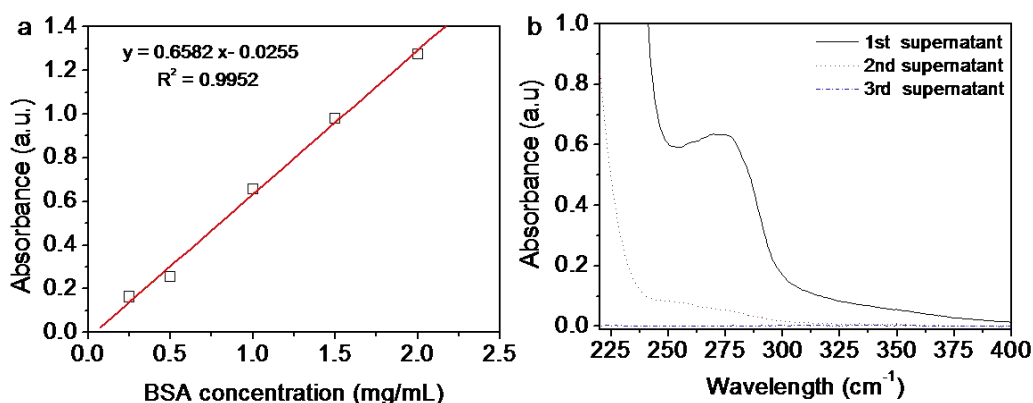 a
y = 0.6582 x- 0.0255
R² = 0.9952
Absorbance (a.u.)
1.4
1.2
1.0
0.8
0.6
0.4
0.2
0.0
0.0 0.5 1.0 1.5 2.0 2.5
BSA concentration (mg/mL)
b
1st supernatant
2nd supernatant
3rd supernatant
Absorbance (a.u)
1.0
0.8
0.6
0.4
0.2
0.0
225 250 275 300 325 350 375 400
Wavelength (cm⁻¹)